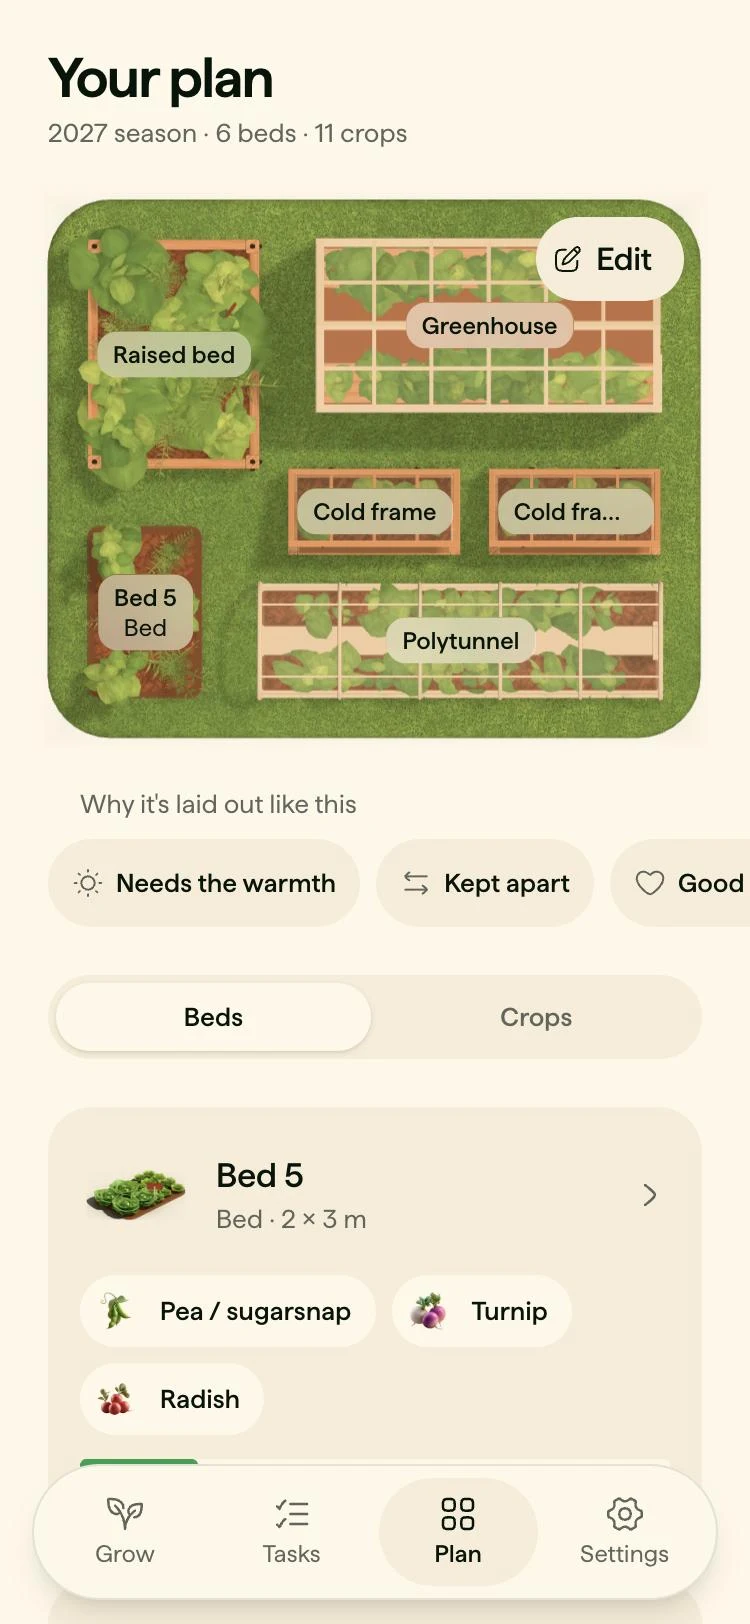 Your plan
2027 season · 6 beds · 11 crops
Edit
Greenhouse
Raised bed
Cold frame
Cold fra...
Bed 5
Bed
Polytunnel
Why it's laid out like this
Needs the warmth
Kept apart
Good
Beds
Crops
Bed 5
Bed · 2 × 3 m
Pea / sugarsnap
Turnip
Radish
Grow
Tasks
Plan
Settings